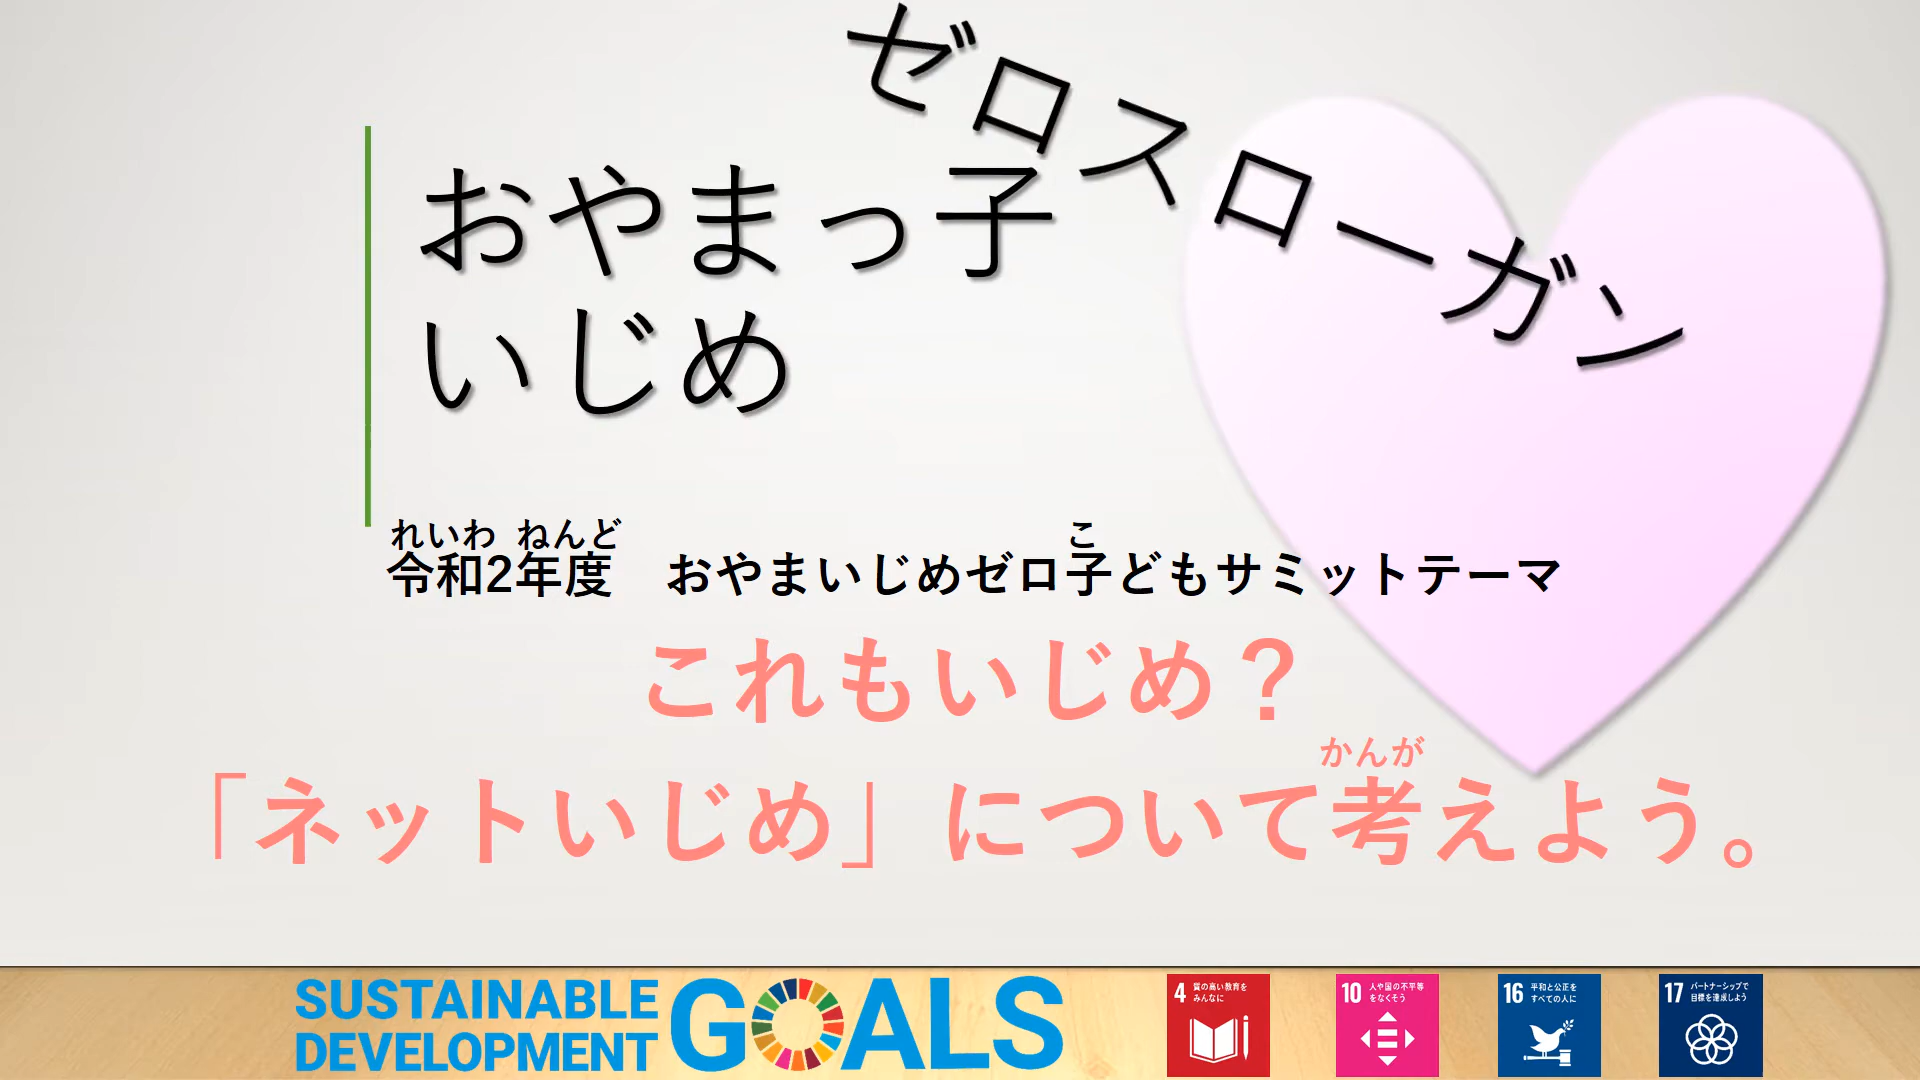 おやまっ子
いじめ
ゼロスローガン
れいわ ねんど こ
令和2年度 おやまいじめゼロ子どもサミットテーマ
これもいじめ？
かんが
「ネットいじめ」について考えよう。
SUSTAINABLE
DEVELOPMENT
GOALS
4 質の高い教育を
みんなに
10 人や国の不平等
をなくそう
16 平和と公正を
すべての人に
17 パートナーシップで
目標を達成しよう